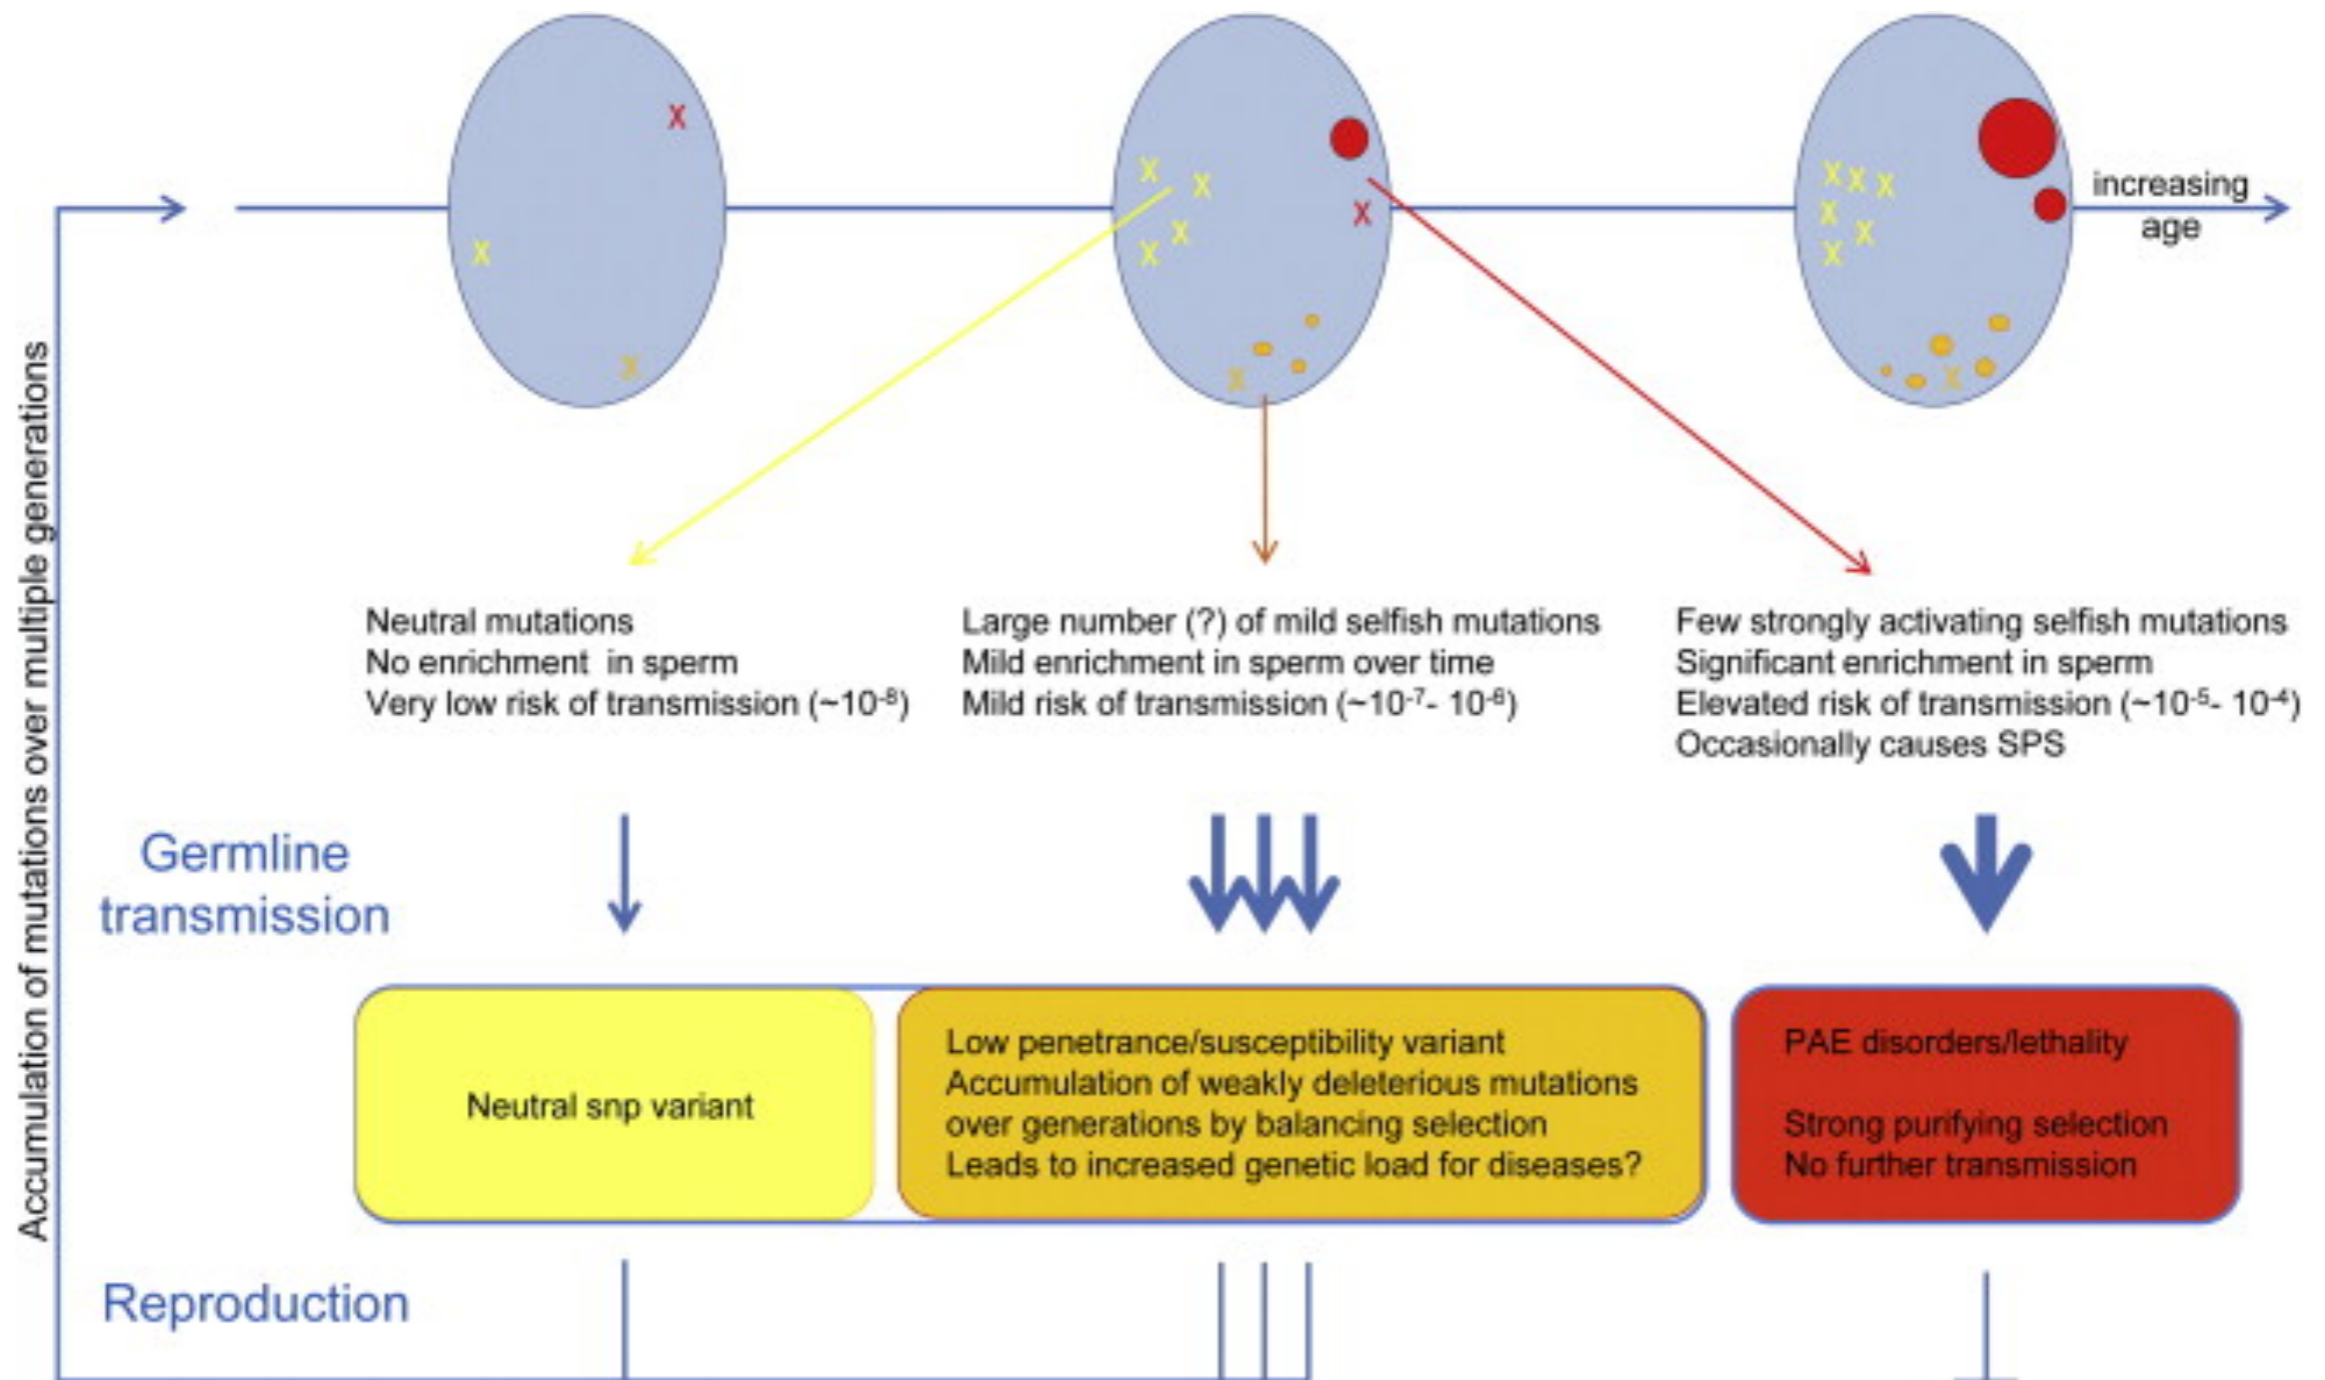 increasing
age
Accumulation of mutations over multiple generations
Neutral mutations
No enrichment in sperm
Very low risk of transmission (~10⁻⁸)
Large number (?) of mild selfish mutations
Mild enrichment in sperm over time
Mild risk of transmission (~10⁻⁷- 10⁻⁶)
Few strongly activating selfish mutations
Significant enrichment in sperm
Elevated risk of transmission (~10⁻⁵- 10⁻⁴)
Occasionally causes SPS
Germline
transmission
Neutral snp variant
Low penetrance/susceptibility variant
Accumulation of weakly deleterious mutations
over generations by balancing selection
Leads to increased genetic load for diseases?
PAE disorders/lethality
Strong purifying selection
No further transmission
Reproduction